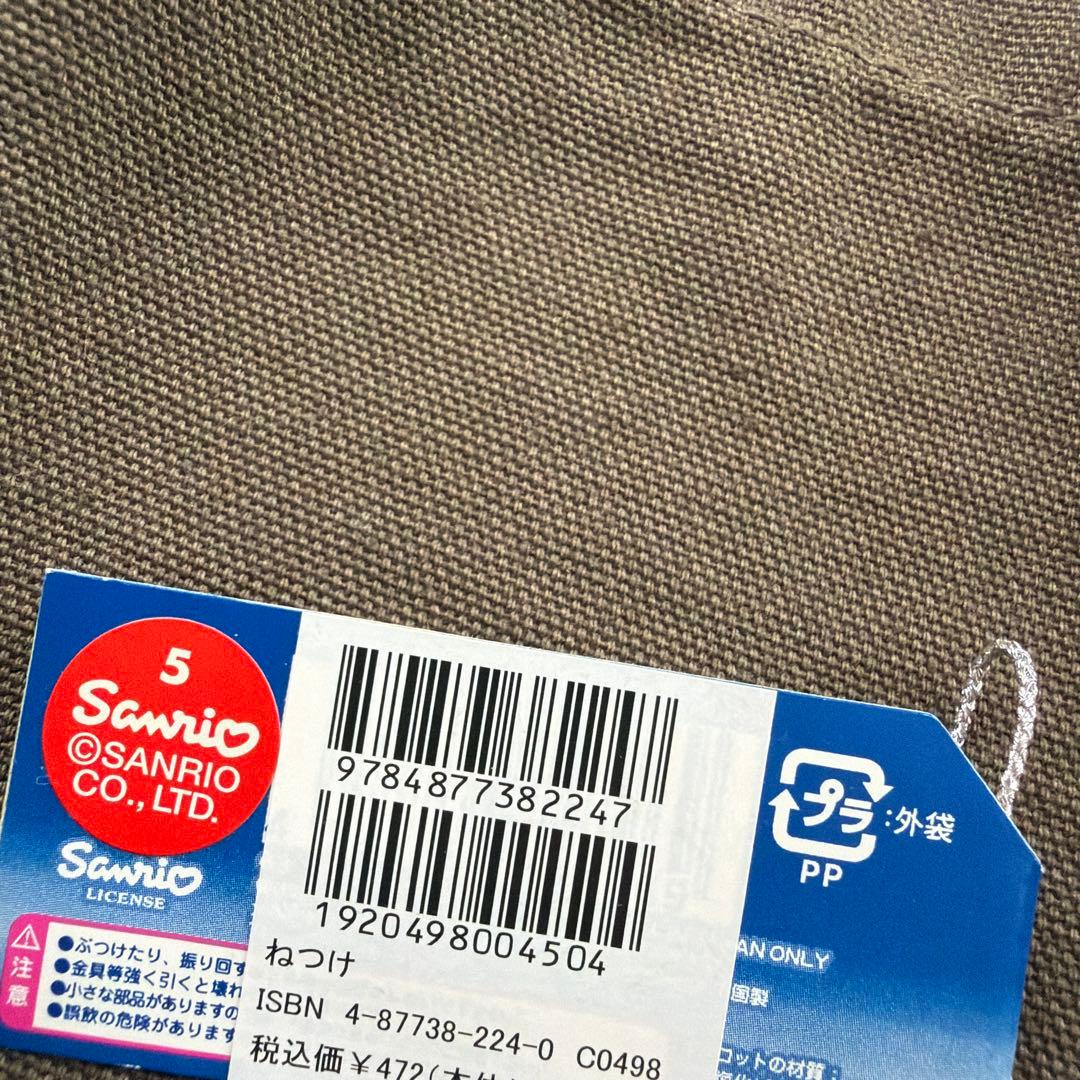 5
Sanrio
©SANRIO
CO., LTD.
Sanrio
LICENSE
注意
●ぶつけたり、振り回す
●金具等強く引くと壊れ
●小さな部品がありますの
●誤飲の危険があります
9784877382247
1920498004504
ねつけ
ISBN 4-87738-224-0 C0498
税込価¥472(本体
プラ:外袋
PP
AN ONLY
国製
コットの材質: